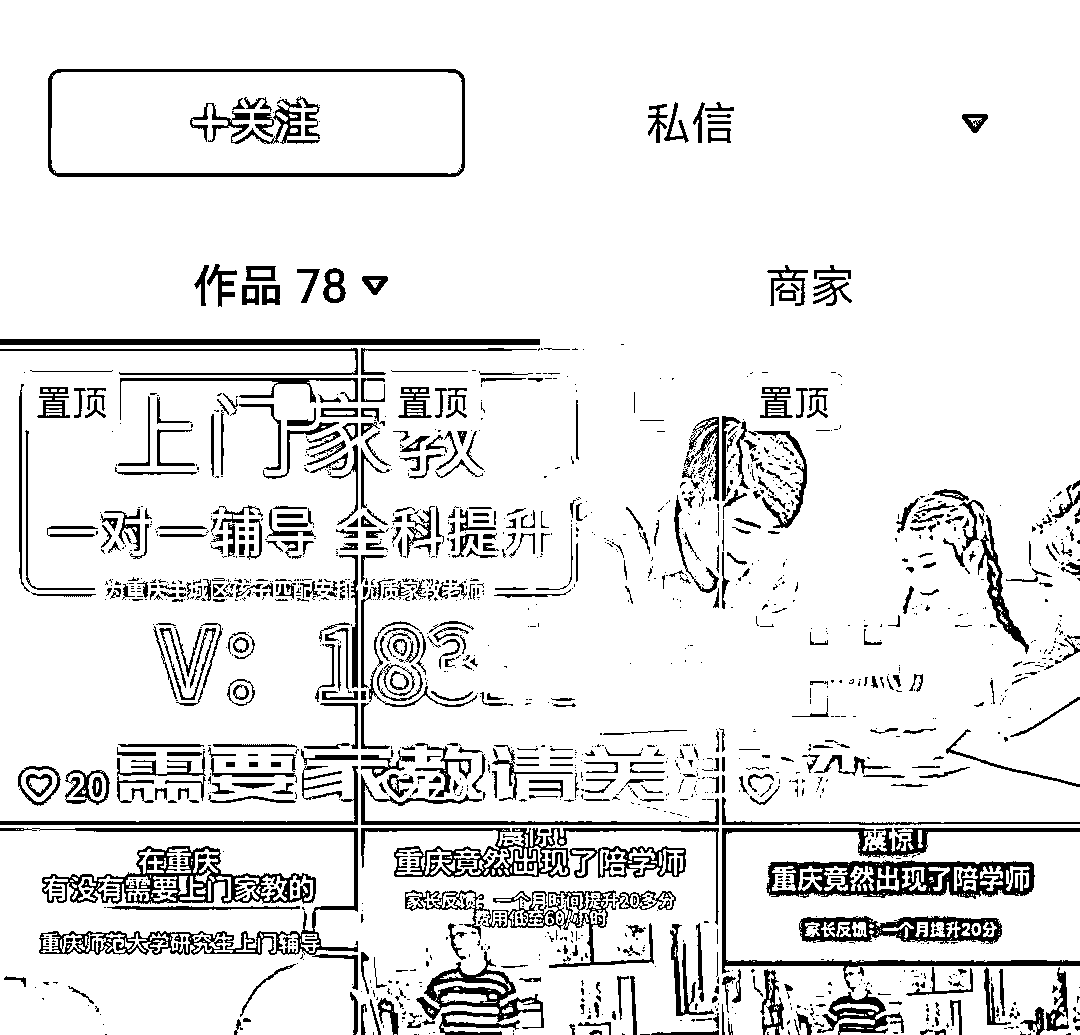 +关注
私信
作品 78
商家
置顶
置顶
置顶
上门家教
一对一辅导 全科提升
为重庆主城区孩子匹配安排优质家教老师
V: 183
需要家教请关注
20
17
在重庆
有没有需要上门家教的
重庆师范大学研究生上门辅导
震惊!
重庆竟然出现了陪学师
家长反馈:一个月时间提升20多分
费用低至60/小时
震惊!
重庆竟然出现了陪学师
家长反馈:一个月提升20分